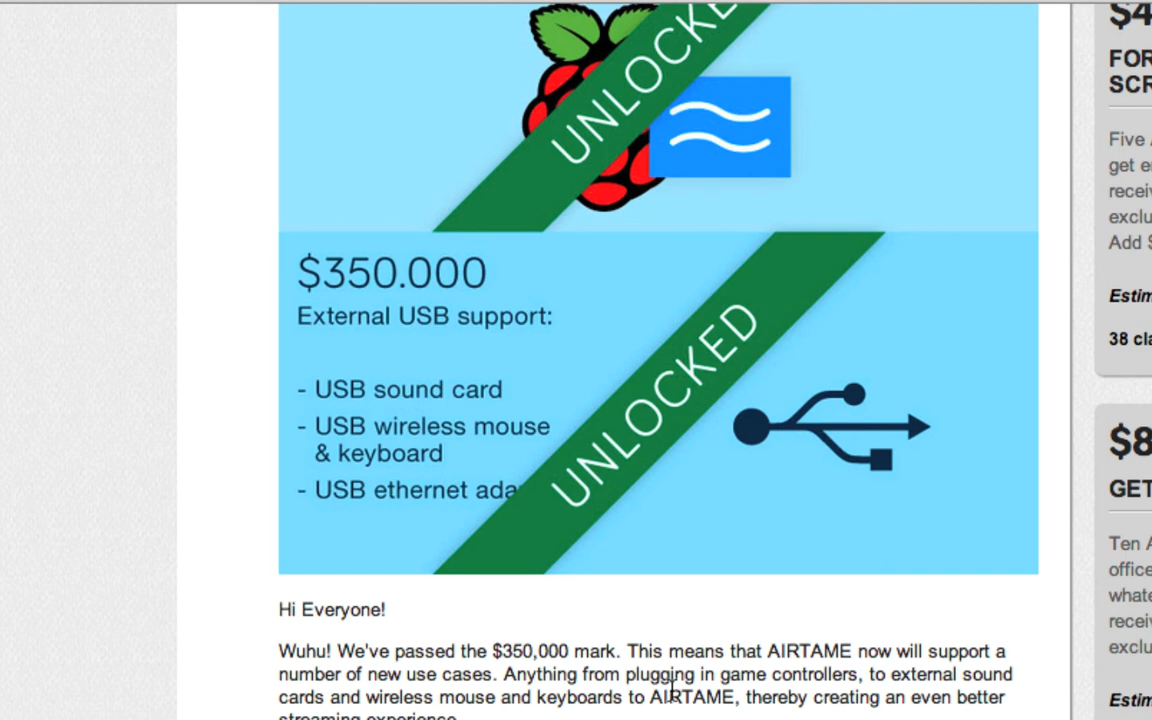 UNLOCKE
$350.000
External USB support:
- USB sound card
- USB wireless mouse
& keyboard
- USB ethernet
UNLOCKED
Hi Everyone!
Wuhu! We've passed the $350,000 mark. This means that AIRTAME now will support a
number of new use cases. Anything from plugging in game controllers, to external sound
cards and wireless mouse and keyboards to AIRTAME, thereby creating an even better
streaming experience.
$4
FOR
SCR
Five
get
receiv
exclu
Add $
Estim
38 cla
$8
GET
Ten A
office
whate
receiv
exclu
Estim